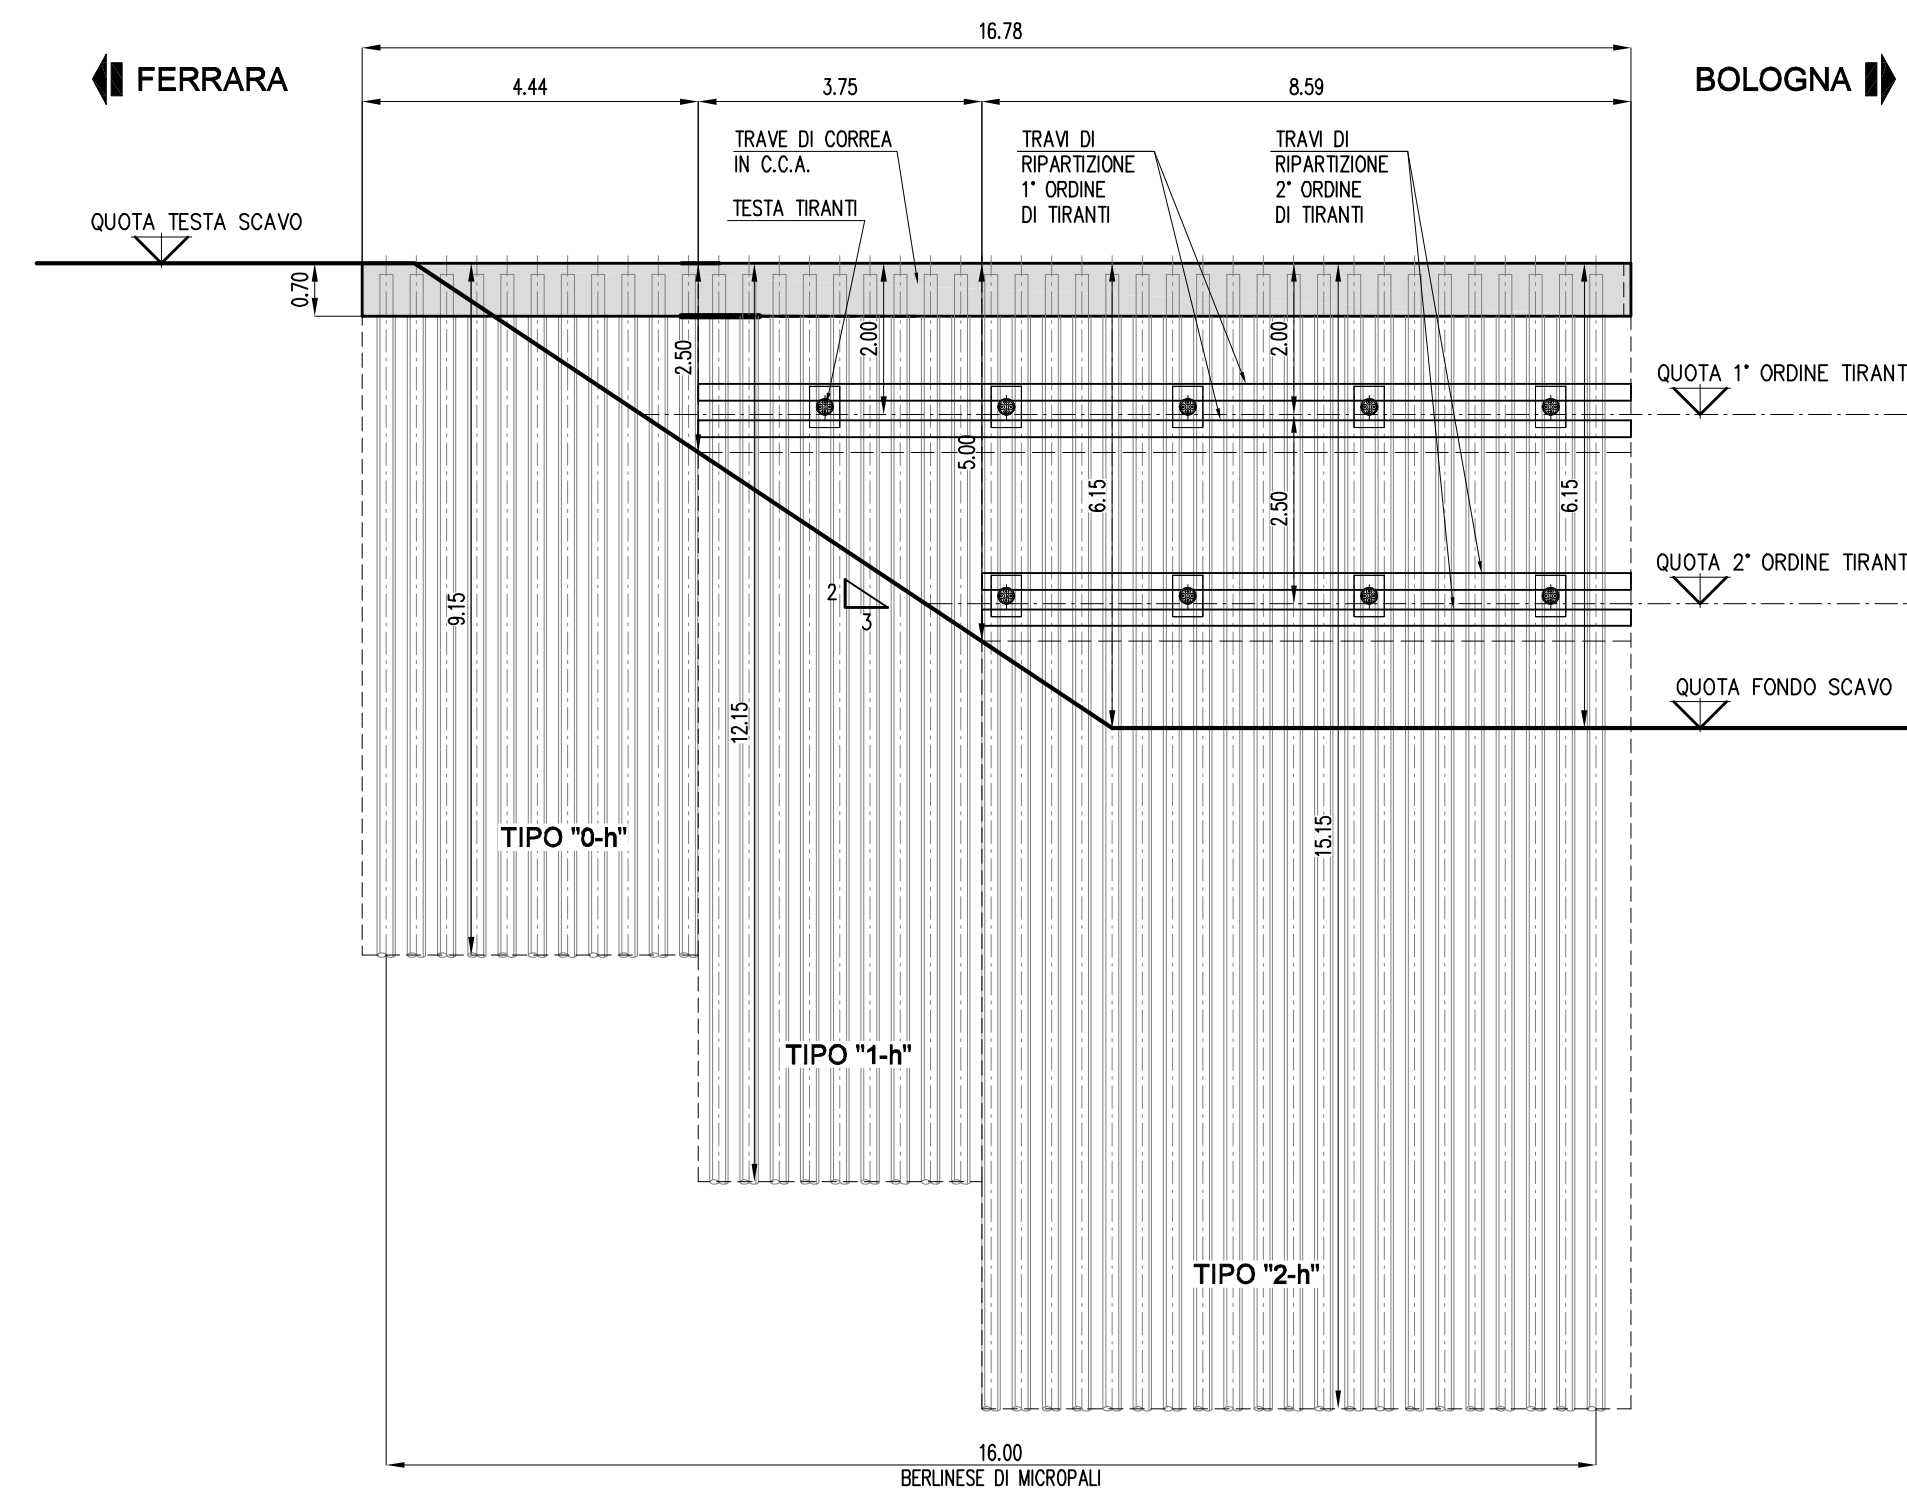 16.78
FERRARA
BOLOGNA
4.44
3.75
8.59
TRAVE DI CORREA
IN C.C.A.
TRAVI DI
RIPARTIZIONE
1° ORDINE
DI TIRANTI
TRAVI DI
RIPARTIZIONE
2° ORDINE
DI TIRANTI
TESTA TIRANTI
QUOTA TESTA SCAVO
0.70
2.50
2.00
2.00
QUOTA 1° ORDINE TIRANT
5.00
6.15
2.50
6.15
QUOTA 2° ORDINE TIRANT
2
3
9.15
12.15
QUOTA FONDO SCAVO
15.15
TIPO "0-h"
TIPO "1-h"
TIPO "2-h"
16.00
BERLINESE DI MICROPALI